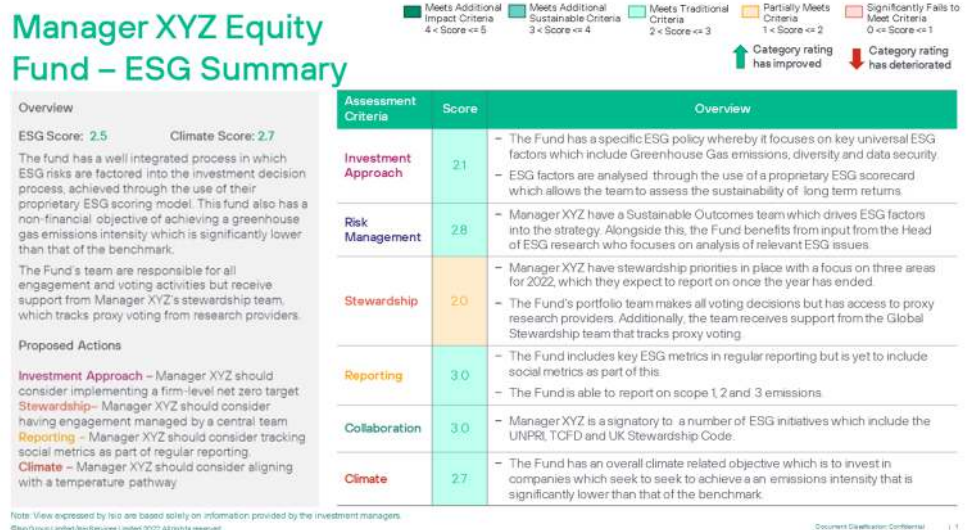 Manager XYZ Equity
Fund – ESG Summary
Meets Additional
Impact Criteria
4 < Score <= 5
Meets Additional
Sustainable Criteria
3 < Score <= 4
Meets Traditional
Criteria
2 < Score <= 3
Partially Meets
Criteria
1 < Score <= 2
Significantly Fails to
Meet Criteria
0 <= Score <= 1
Category rating
has improved
Category rating
has deteriorated
Overview
ESG Score: 2.5 Climate Score: 2.7
The fund has a well integrated process in which
ESG risks are factored into the investment decision
process, achieved through the use of their
proprietary ESG scoring model. This fund also has a
non-financial objective of achieving a greenhouse
gas emissions intensity which is significantly lower
than that of the benchmark.
The Fund's team are responsible for all
engagement and voting activities but receive
support from Manager XYZ's stewardship team,
which tracks proxy voting from research providers.
Proposed Actions
Investment Approach – Manager XYZ should
consider implementing a firm-level net zero target
Stewardship– Manager XYZ should consider
having engagement managed by a central team
Reporting – Manager XYZ should consider tracking
social metrics as part of regular reporting.
Climate – Manager XYZ should consider aligning
with a temperature pathway
Assessment
Criteria
Score
Overview
Investment
Approach
2.1
– The Fund has a specific ESG policy whereby it focuses on key universal ESG
factors which include Greenhouse Gas emissions, diversity and data security.
– ESG factors are analysed through the use of a proprietary ESG scorecard
which allows the team to assess the sustainability of long term returns.
Risk
Management
2.8
– Manager XYZ have a Sustainable Outcomes team which drives ESG factors
into the strategy. Alongside this, the Fund benefits from input from the Head
of ESG research who focuses on analysis of relevant ESG issues.
Stewardship
2.0
– Manager XYZ have stewardship priorities in place with a focus on three areas
for 2022, which they expect to report on once the year has ended.
– The Fund's portfolio team makes all voting decisions but has access to proxy
research providers. Additionally, the team receives support from the Global
Stewardship team that tracks proxy voting.
Reporting
3.0
– The Fund includes key ESG metrics in regular reporting but is yet to include
social metrics as part of this.
– The Fund is able to report on scope 1, 2 and 3 emissions.
Collaboration
3.0
– Manager XYZ is a signatory to a number of ESG initiatives which include the
UNPRI, TCFD and UK Stewardship Code.
Climate
2.7
– The Fund has an overall climate related objective which is to invest in
companies which seek to seek to achieve a an emissions intensity that is
significantly lower than that of the benchmark.
Note: View expressed by Isio are based solely on information provided by the investment managers.
©Isio Group Limited/Isio Services Limited 2022. All rights reserved
Document Classification: Confidential | 1